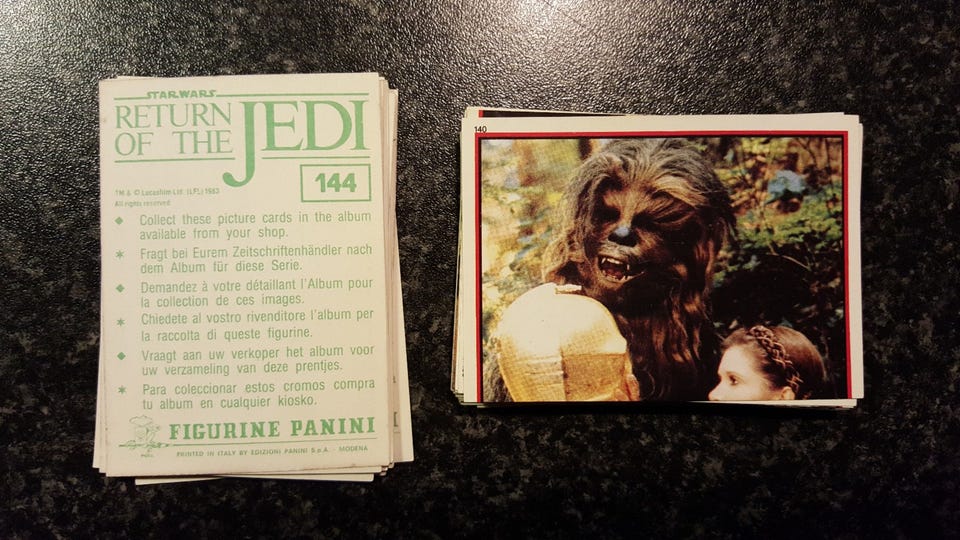 STAR WARS
RETURN
OF THE JEDI
144
TM & © Lucasfilm Ltd. (LFL) 1983
All rights reserved
◆ Collect these picture cards in the album
available from your shop.
✶ Fragt bei Eurem Zeitschriftenhändler nach
dem Album für diese Serie.
◆ Demandez à votre détaillant l'Album pour
la collection de ces images.
✶ Chiedete al vostro rivenditore l'album per
la raccolta di queste figurine.
◆ Vraagt aan uw verkoper het album voor
uw verzameling van deze prentjes.
✶ Para coleccionar estos cromos compra
tu album en cualquier kiosko.
FIGURINE PANINI
PRINTED IN ITALY BY EDIZIONI PANINI S.p.A. MODENA
140